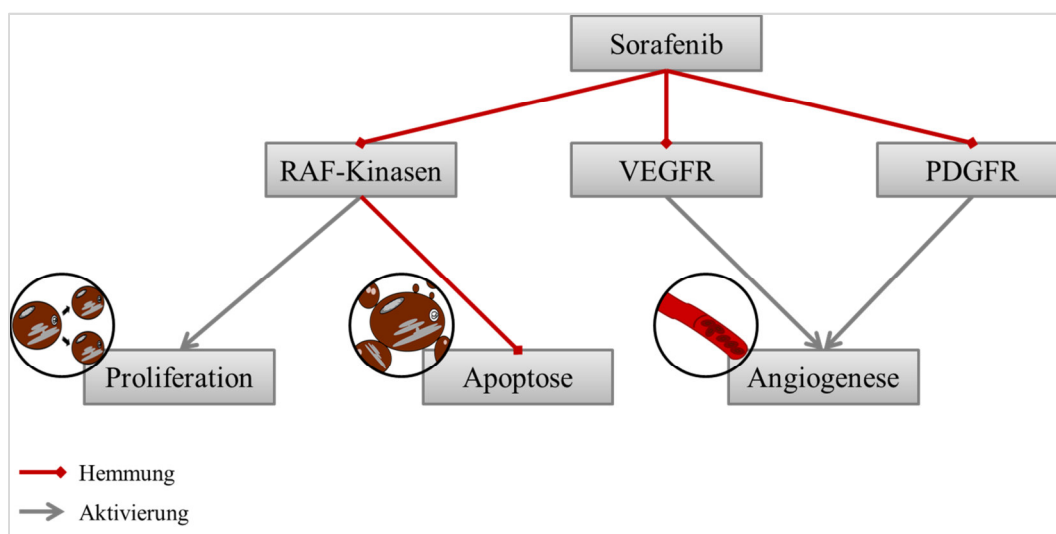 Sorafenib
RAF-Kinasen
VEGFR
PDGFR
Proliferation
Apoptose
Angiogenese
Hemmung
Aktivierung